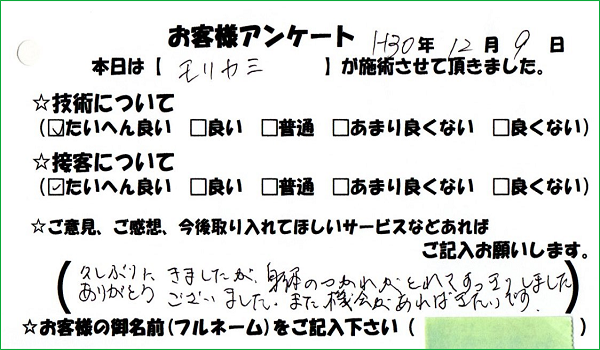 お客様アンケート H30年 12月 9日
本日は【 モリカミ 】が施術させて頂きました。
☆技術について
(☑たいへん良い □良い □普通 □あまり良くない □良くない)
☆接客について
(☑たいへん良い □良い □普通 □あまり良くない □良くない)
☆ご意見、ご感想、今後取り入れてほしいサービスなどあれば
ご記入お願いします。
(久しぶりにきましたが、身体のつかれがとれてすっきりしました
ありがとうございました。また機会があればきたいです。)
☆お客様の御名前(フルネーム)をご記入下さい( )